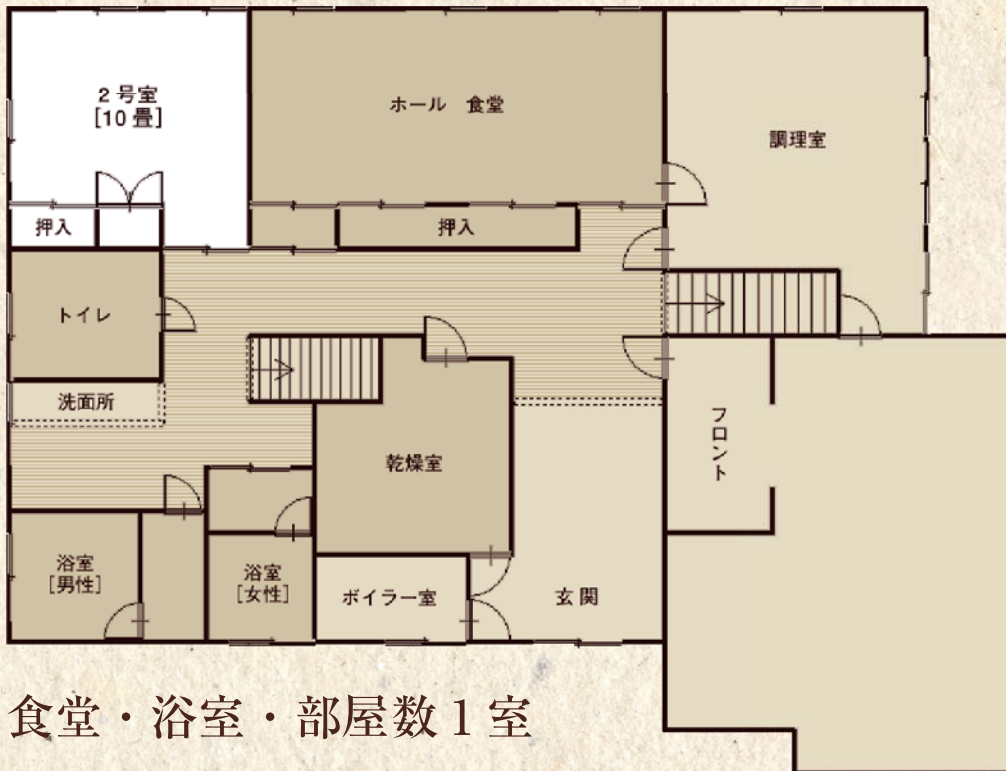 2号室
[10畳]
ホール 食堂
調理室
押入
押入
トイレ
洗面所
乾燥室
フロント
浴室
[男性]
浴室
[女性]
ボイラー室
玄関
食堂・浴室・部屋数1室